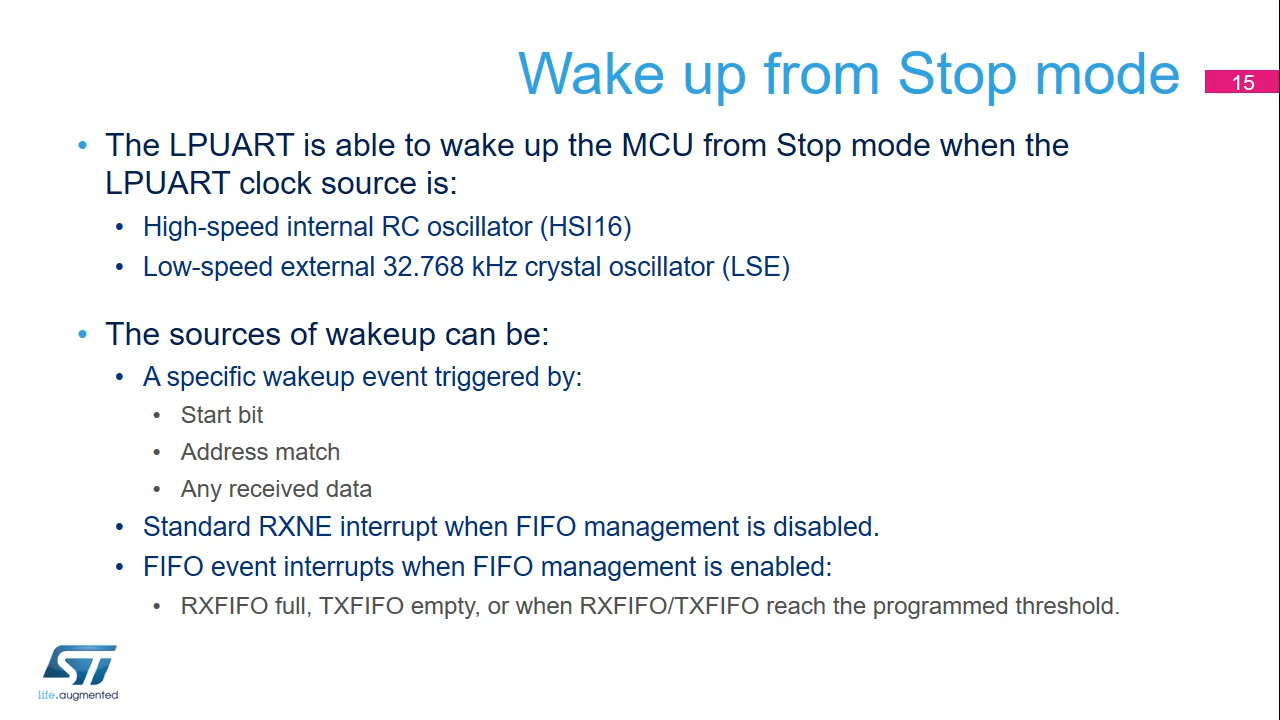 Wake up from Stop mode
15
• The LPUART is able to wake up the MCU from Stop mode when the
LPUART clock source is:
• High-speed internal RC oscillator (HSI16)
• Low-speed external 32.768 kHz crystal oscillator (LSE)
• The sources of wakeup can be:
• A specific wakeup event triggered by:
• Start bit
• Address match
• Any received data
• Standard RXNE interrupt when FIFO management is disabled.
• FIFO event interrupts when FIFO management is enabled:
• RXFIFO full, TXFIFO empty, or when RXFIFO/TXFIFO reach the programmed threshold.
ST
life.augmented